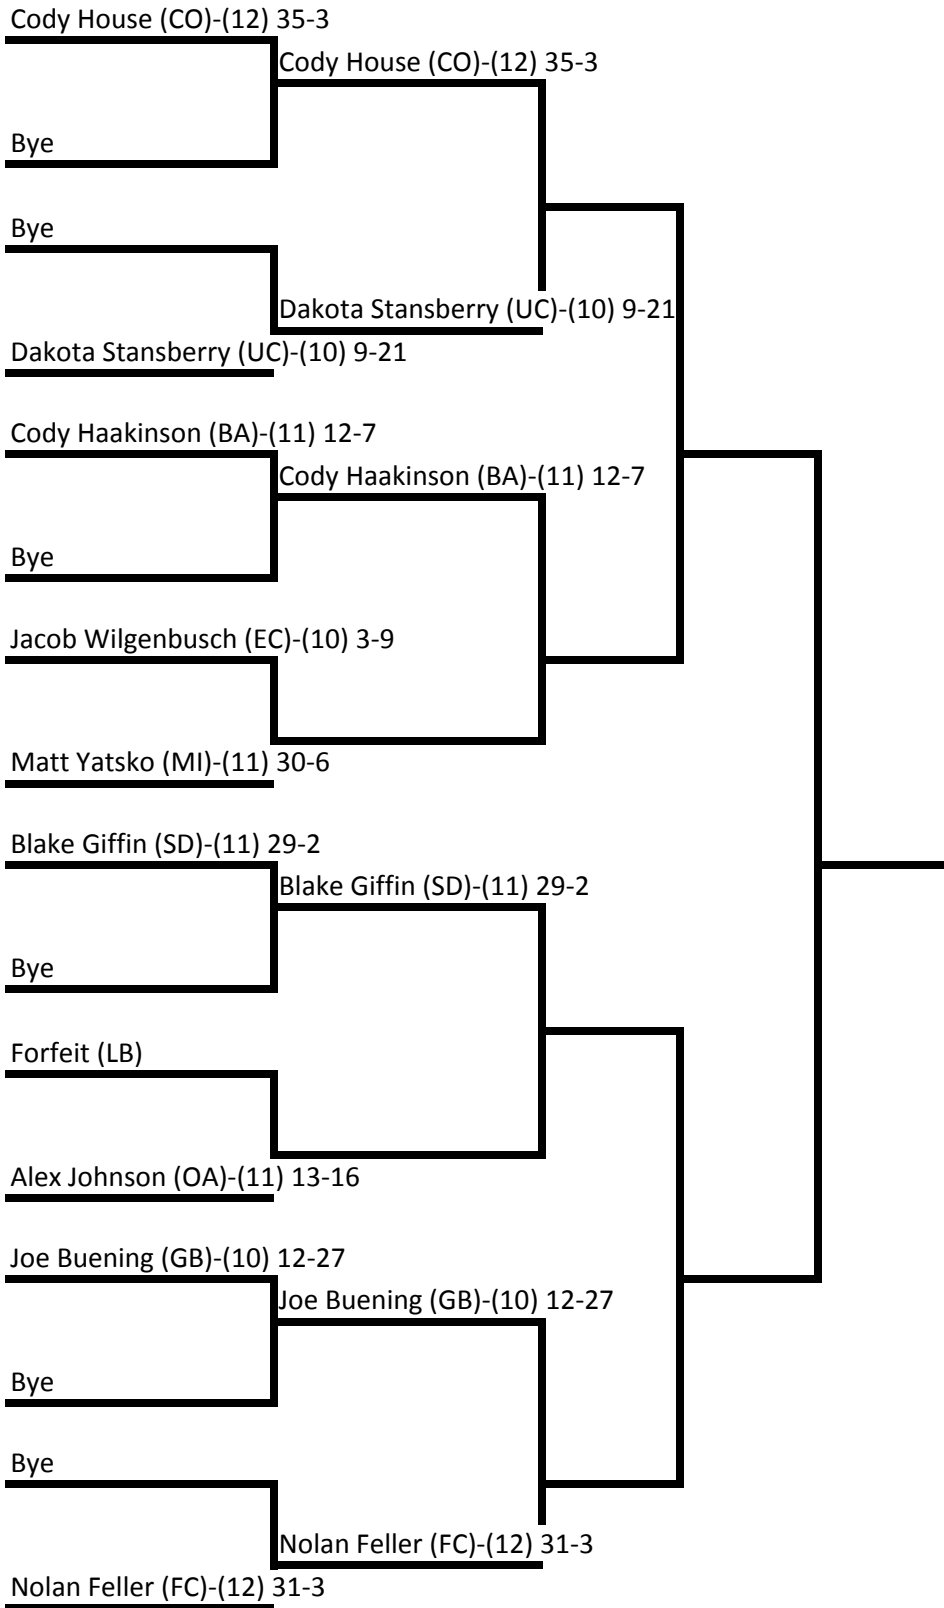 Cody House (CO)-(12) 35-3
Cody House (CO)-(12) 35-3
Bye
Bye
Dakota Stansberry (UC)-(10) 9-21
Dakota Stansberry (UC)-(10) 9-21
Cody Haakinson (BA)-(11) 12-7
Cody Haakinson (BA)-(11) 12-7
Bye
Jacob Wilgenbusch (EC)-(10) 3-9
Matt Yatsko (MI)-(11) 30-6
Blake Giffin (SD)-(11) 29-2
Blake Giffin (SD)-(11) 29-2
Bye
Forfeit (LB)
Alex Johnson (OA)-(11) 13-16
Joe Buening (GB)-(10) 12-27
Joe Buening (GB)-(10) 12-27
Bye
Bye
Nolan Feller (FC)-(12) 31-3
Nolan Feller (FC)-(12) 31-3